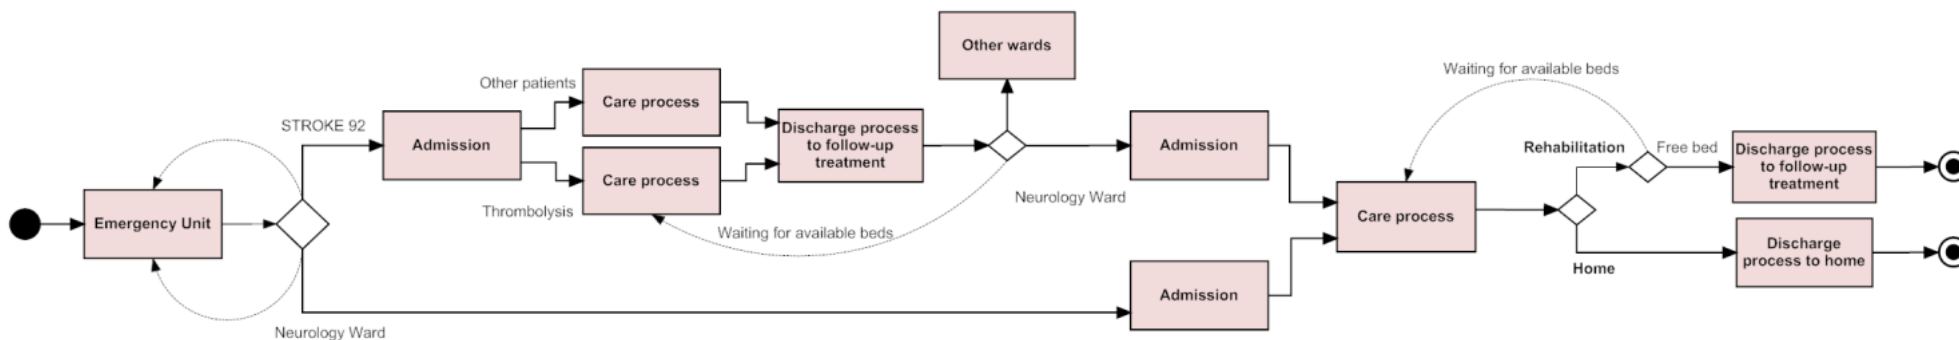 Emergency Unit
STROKE 92
Neurology Ward
Admission
Other patients
Care process
Thrombolysis
Care process
Waiting for available beds
Discharge process
to follow-up
treatment
Other wards
Neurology Ward
Admission
Admission
Care process
Waiting for available beds
Rehabilitation
Free bed
Home
Discharge process
to follow-up
treatment
Discharge
process to home